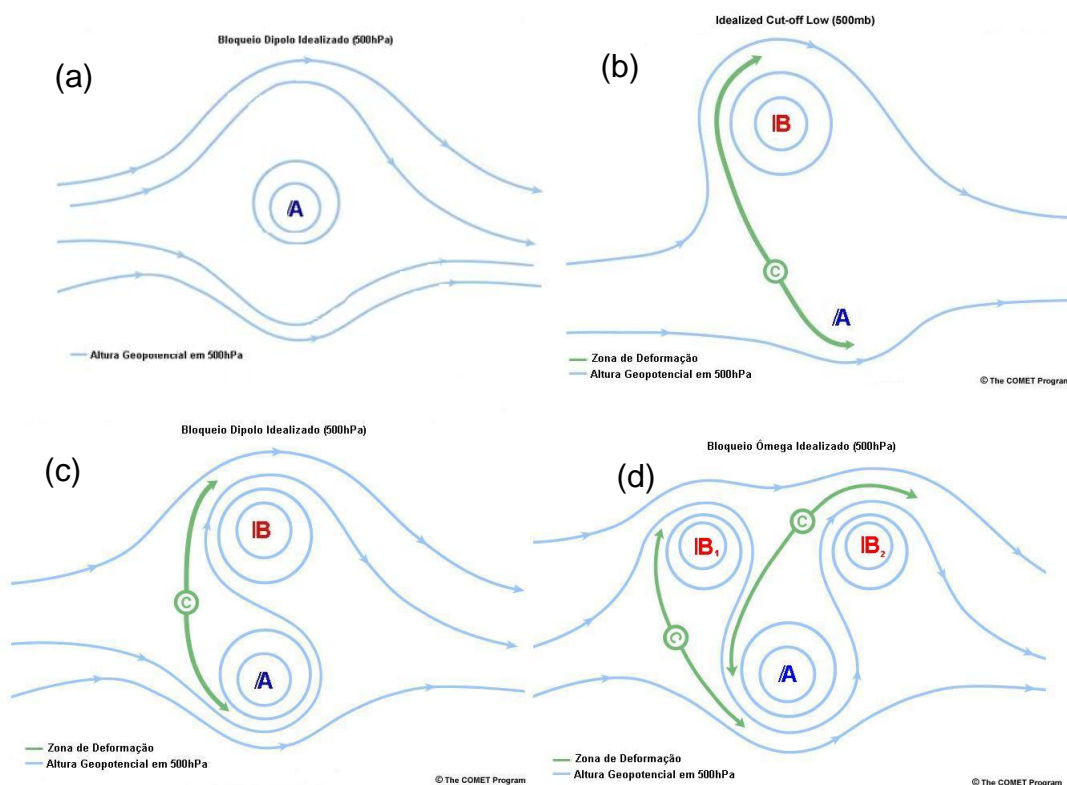 Bloqueio Dipolo Idealizado (500hPa)
(a)
A
Altura Geopotencial em 500hPa
Idealized Cut-off Low (500mb)
(b)
B
C
A
Zona de Deformação
Altura Geopotencial em 500hPa
© The COMET Program
Bloqueio Dipolo Idealizado (500hPa)
(c)
B
C
A
Zona de Deformação
Altura Geopotencial em 500hPa
© The COMET Program
Bloqueio Ômega Idealizado (500hPa)
(d)
C
B₁
B₂
C
A
Zona de Deformação
Altura Geopotencial em 500hPa
© The COMET Program